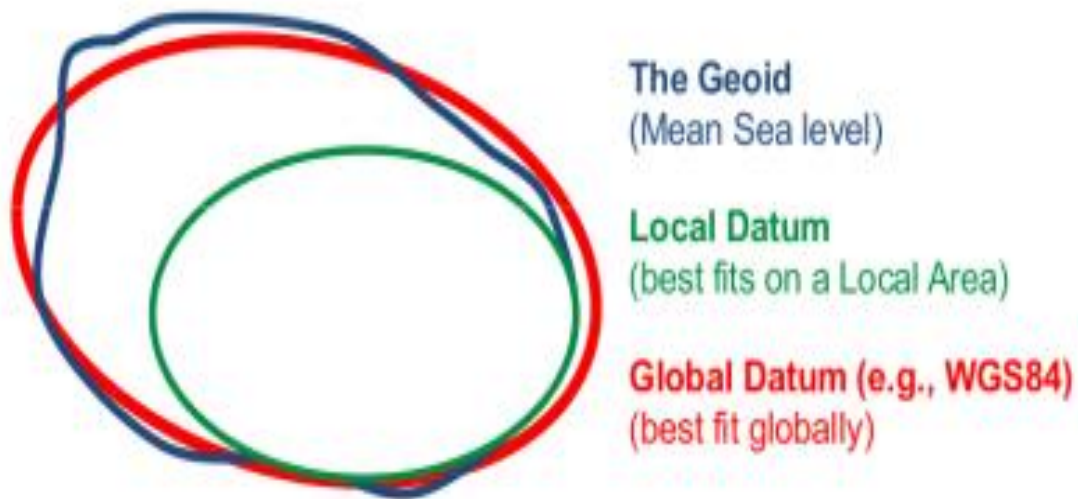 The Geoid
(Mean Sea level)
Local Datum
(best fits on a Local Area)
Global Datum (e.g., WGS84)
(best fit globally)